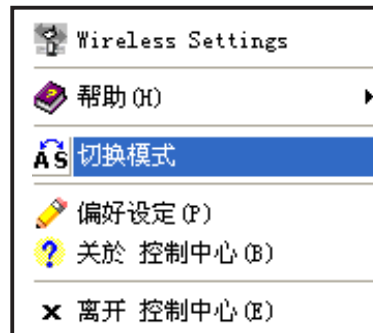 Wireless Settings
帮助(H)
切换模式
偏好设定(P)
关於 控制中心(B)
离开 控制中心(E)